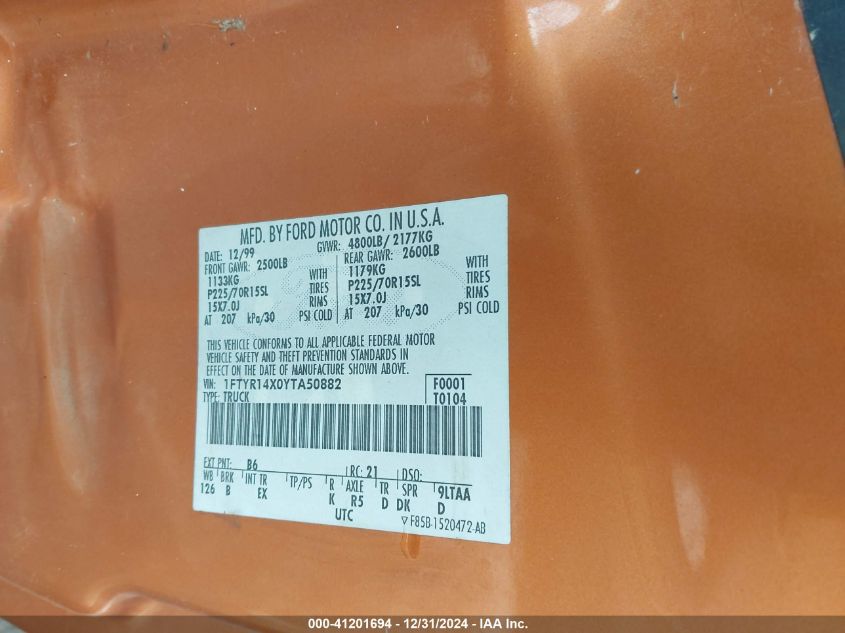 MFD. BY FORD MOTOR CO. IN U.S.A.
DATE: 12/99 GVWR: 4800LB/ 2177KG
FRONT GAWR: 2500LB REAR GAWR: 2600LB
1133KG WITH 1179KG WITH
P225/70R15SL TIRES P225/70R15SL TIRES
15X7.0J RIMS 15X7.0J RIMS
AT 207 kPa/30 PSI COLD AT 207 kPa/30 PSI COLD
THIS VEHICLE CONFORMS TO ALL APPLICABLE FEDERAL MOTOR
VEHICLE SAFETY AND THEFT PREVENTION STANDARDS IN
EFFECT ON THE DATE OF MANUFACTURE SHOWN ABOVE.
VIN: 1FTYR14X0YTA50882 F0001
TYPE: TRUCK T0104
EXT PNT: B6 RC: 21 DSO:
WB BRK INT TR TP/PS R AXLE TR SPR 9LTAA
126 B EX K R5 D DK D
UTC ▽ F85B-1520472-AB
000-41201694 - 12/31/2024 - IAA Inc.